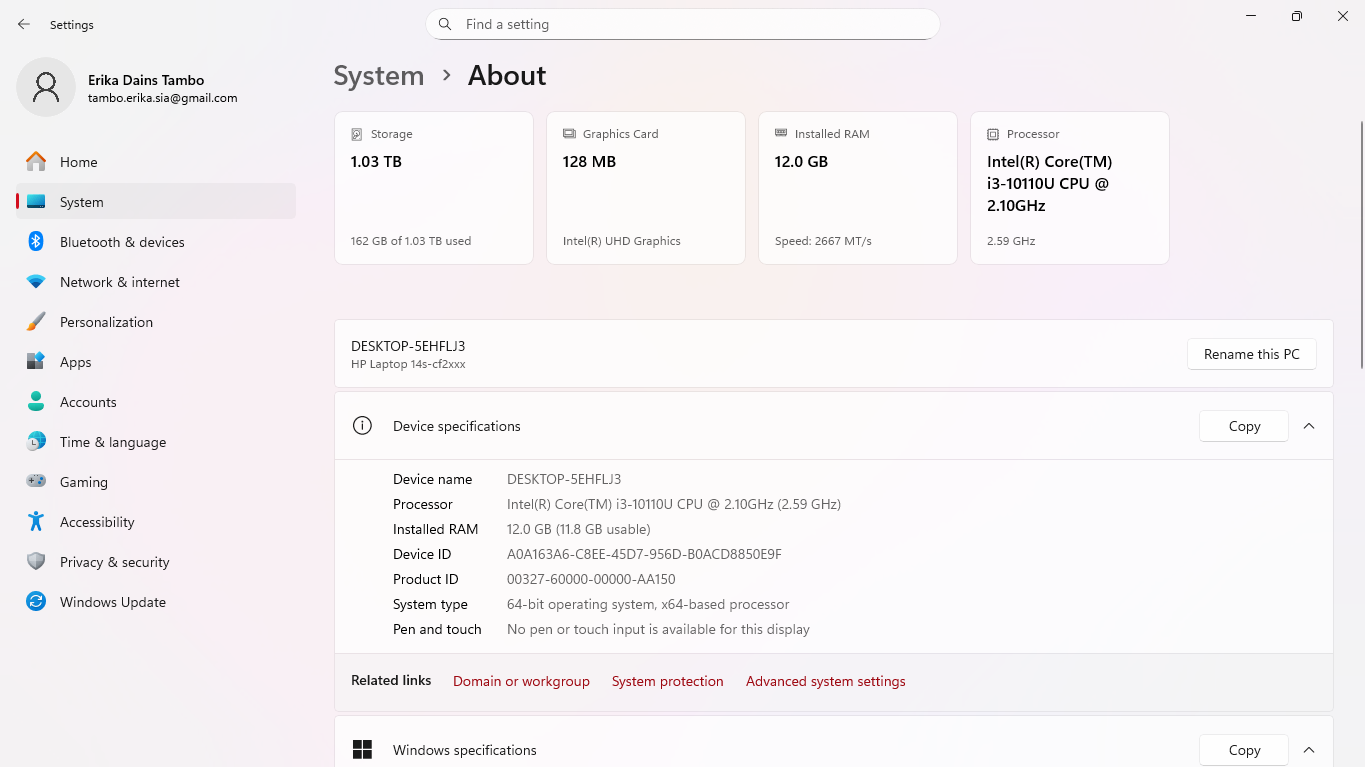 Settings
Find a setting
Erika Dains Tambo
tambo.erika.sia@gmail.com
Home
System
Bluetooth & devices
Network & internet
Personalization
Apps
Accounts
Time & language
Gaming
Accessibility
Privacy & security
Windows Update
System > About
Storage
1.03 TB
162 GB of 1.03 TB used
Graphics Card
128 MB
Intel(R) UHD Graphics
Installed RAM
12.0 GB
Speed: 2667 MT/s
Processor
Intel(R) Core(TM)
i3-10110U CPU @
2.10GHz
2.59 GHz
DESKTOP-5EHFLJ3
HP Laptop 14s-cf2xxx
Rename this PC
Device specifications
Copy
Device name DESKTOP-5EHFLJ3
Processor Intel(R) Core(TM) i3-10110U CPU @ 2.10GHz (2.59 GHz)
Installed RAM 12.0 GB (11.8 GB usable)
Device ID A0A163A6-C8EE-45D7-956D-B0ACD8850E9F
Product ID 00327-60000-00000-AA150
System type 64-bit operating system, x64-based processor
Pen and touch No pen or touch input is available for this display
Related links Domain or workgroup System protection Advanced system settings
Windows specifications
Copy